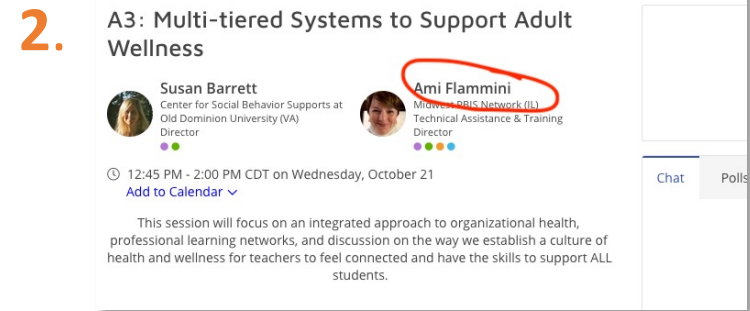 2.
A3: Multi-tiered Systems to Support Adult
Wellness
Susan Barrett
Center for Social Behavior Supports at
Old Dominion University (VA)
Director
Ami Flammini
Midwest PBIS Network (IL)
Technical Assistance & Training
Director
12:45 PM - 2:00 PM CDT on Wednesday, October 21
Add to Calendar
This session will focus on an integrated approach to organizational health,
professional learning networks, and discussion on the way we establish a culture of
health and wellness for teachers to feel connected and have the skills to support ALL
students.
Chat
Polls